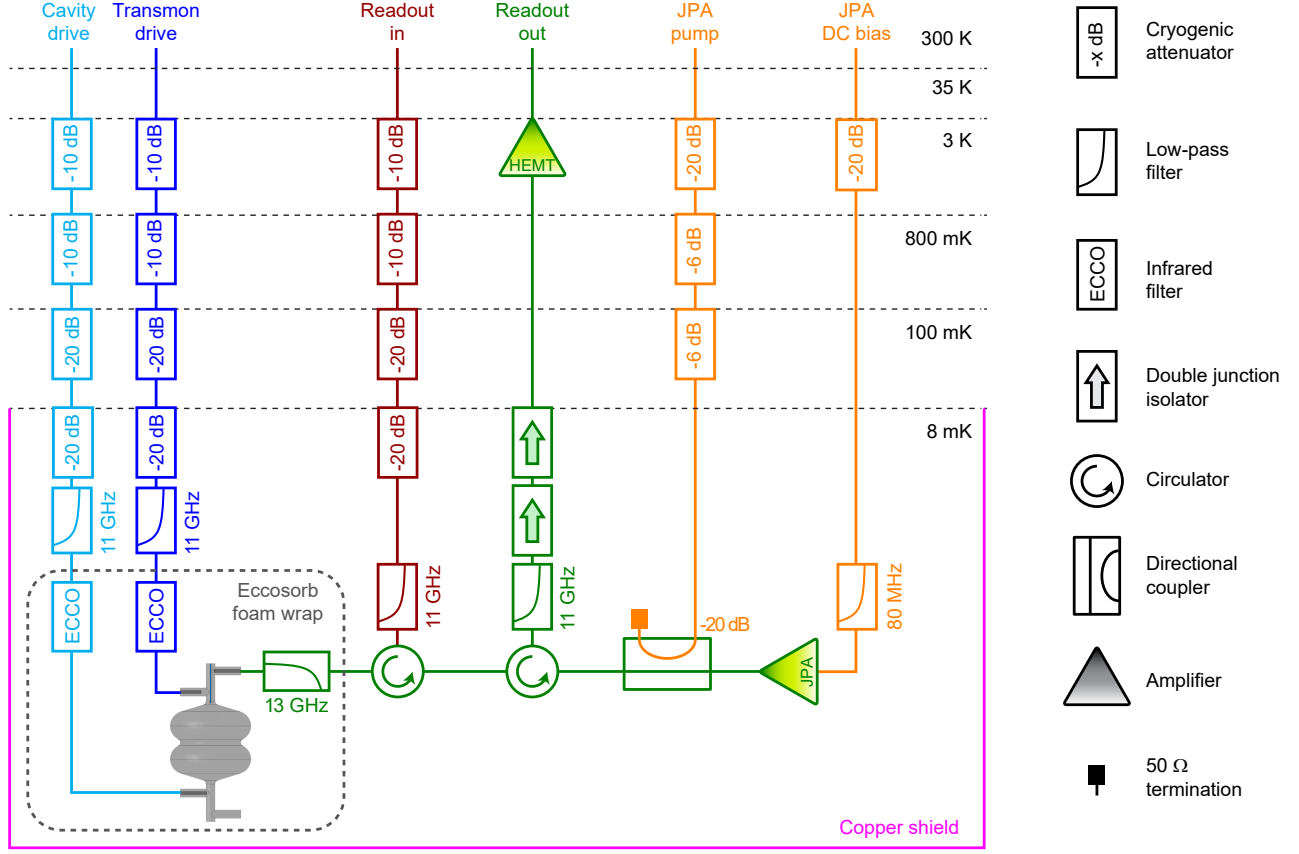 Cavity
drive
Transmon
drive
Readout
in
Readout
out
JPA
pump
JPA
DC bias
300 K
35 K
-10 dB
-10 dB
-10 dB
HEMT
-20 dB
-20 dB
3 K
-10 dB
-10 dB
-10 dB
-6 dB
800 mK
-20 dB
-20 dB
-20 dB
-6 dB
100 mK
-20 dB
-20 dB
-20 dB
8 mK
11 GHz
11 GHz
ECCO
ECCO
Eccosorb
foam wrap
11 GHz
11 GHz
-20 dB
80 MHz
13 GHz
JPA
Copper shield
-x dB
Cryogenic
attenuator
Low-pass
filter
ECCO
Infrared
filter
Double junction
isolator
Circulator
Directional
coupler
Amplifier
50 Ω
termination